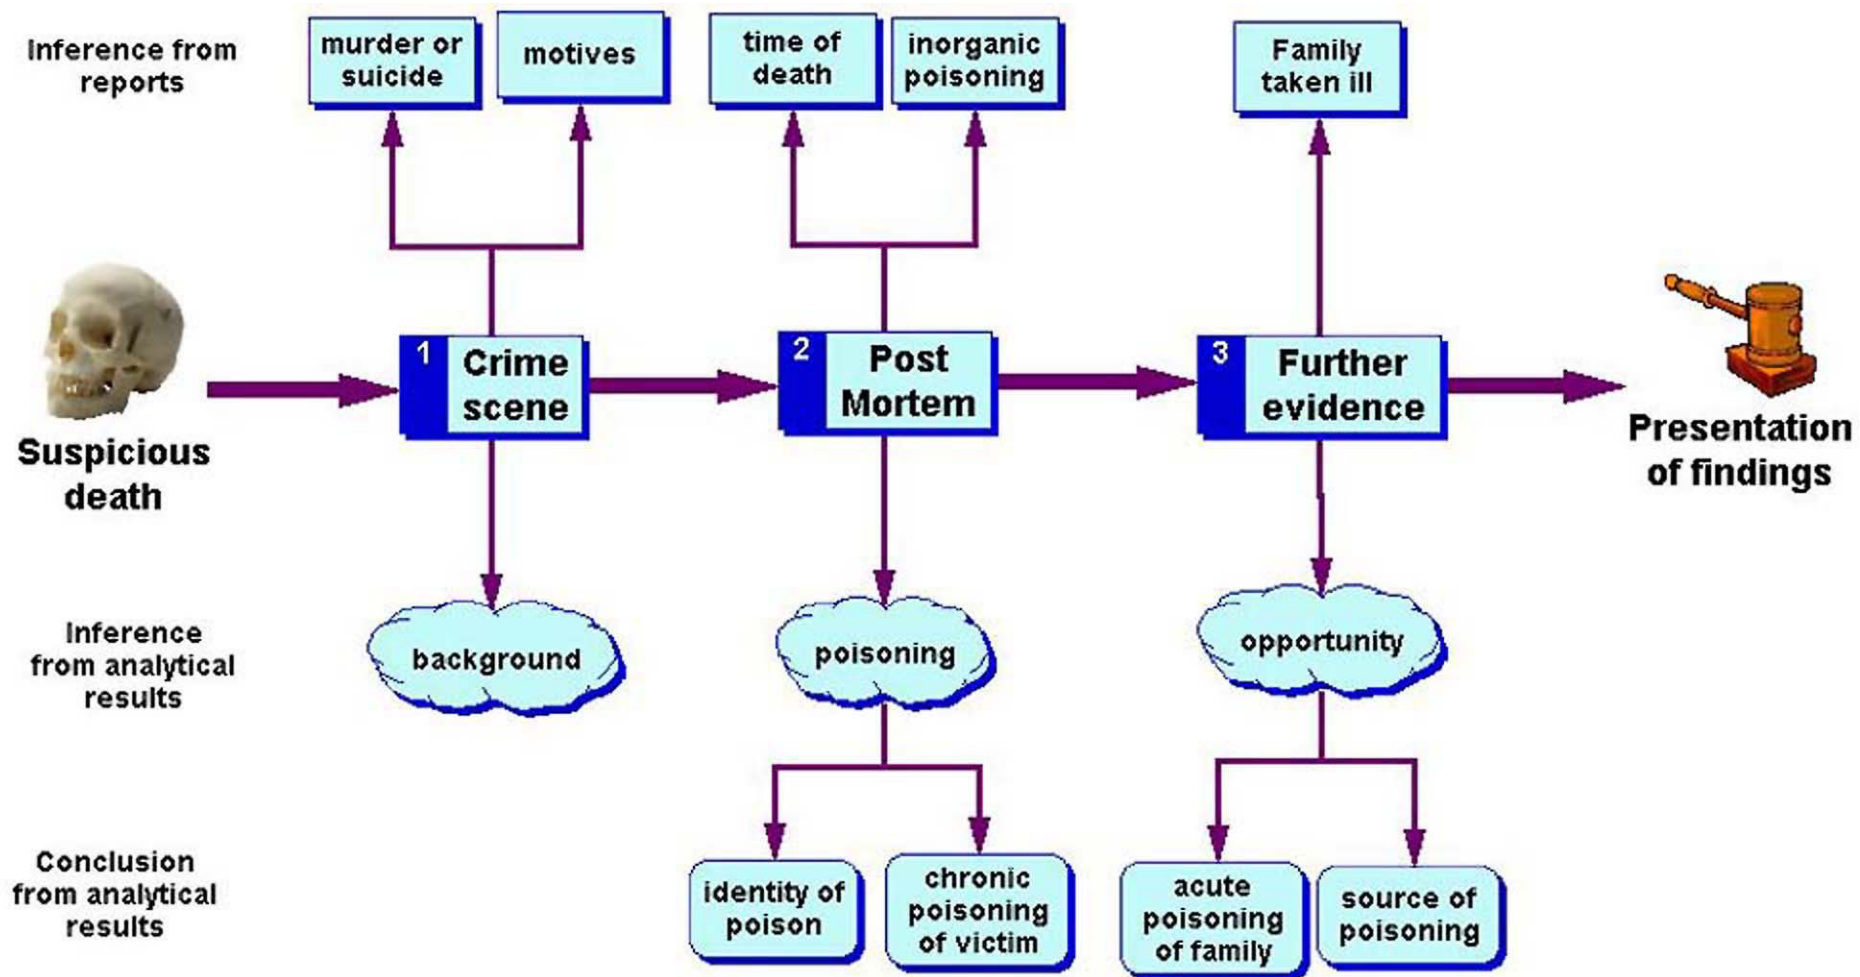 Inference from
reports
murder or
suicide
motives
time of
death
inorganic
poisoning
Family
taken ill
Suspicious
death
1
Crime
scene
2
Post
Mortem
3
Further
evidence
Presentation
of findings
Inference
from analytical
results
background
poisoning
opportunity
Conclusion
from analytical
results
identity of
poison
chronic
poisoning
of victim
acute
poisoning
of family
source of
poisoning